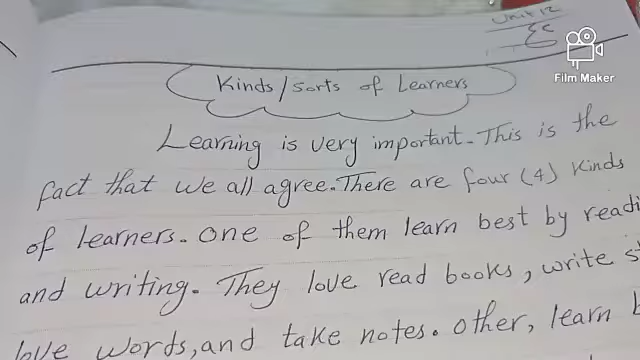 Unit 12
Film Maker
Kinds/Sorts of Learners
Learning is very important. This is the
fact that we all agree. There are four (4) kinds
of learners. One of them learn best by readi
and writing. They love read books, write s
love words, and take notes. Other, learn b